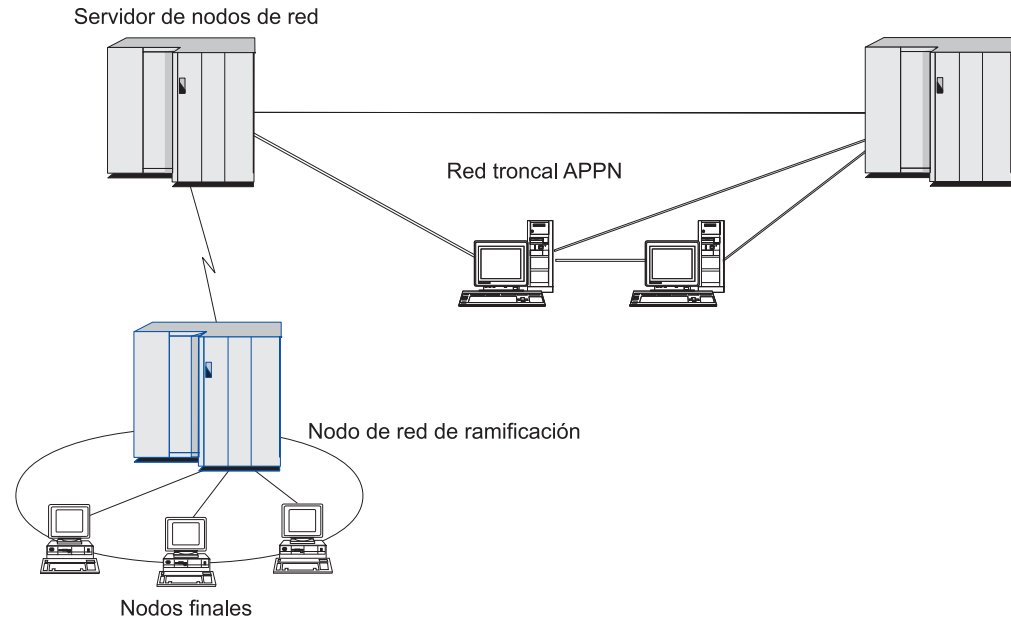 Servidor de nodos de red
Red troncal APPN
Nodo de red de ramificación
Nodos finales